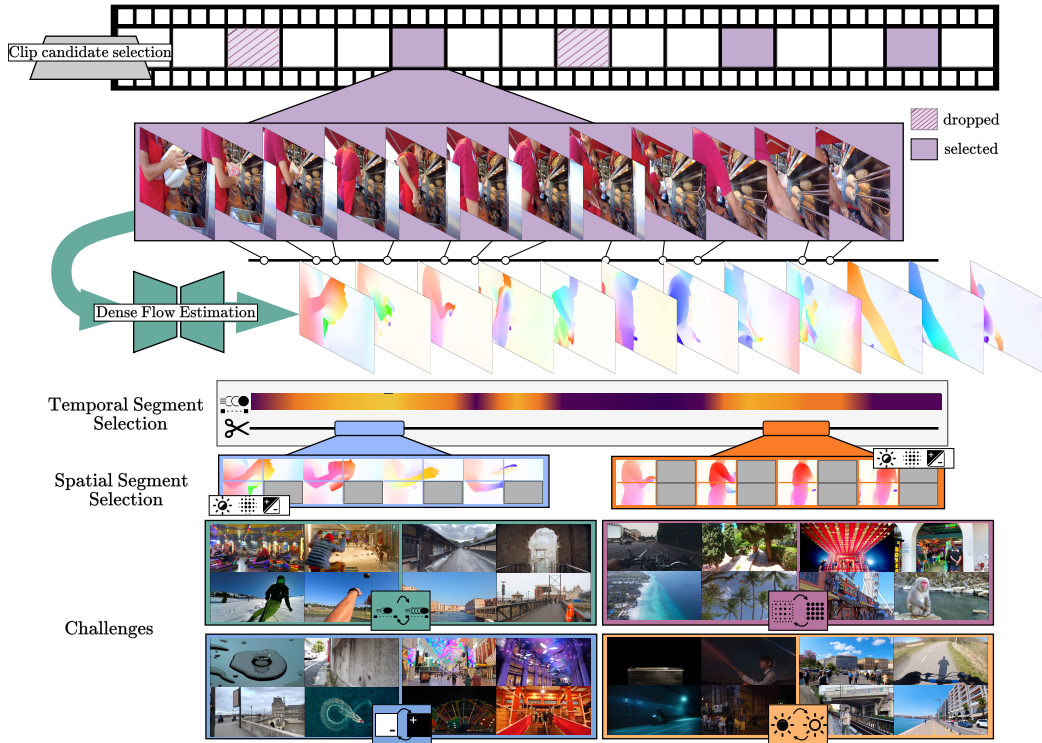 Clip candidate selection
dropped
selected
Dense Flow Estimation
Temporal Segment
Selection
Spatial Segment
Selection
Challenges